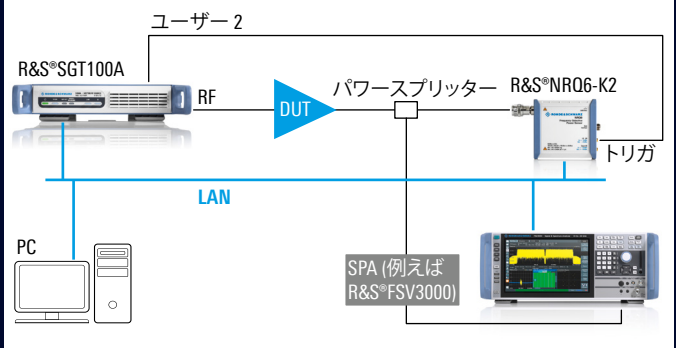 ユーザー 2
R&S®SGT100A
RF
DUT
パワースプリッター
R&S®NRQ6-K2
トリガ
LAN
PC
SPA (例えば
R&S®FSV3000)